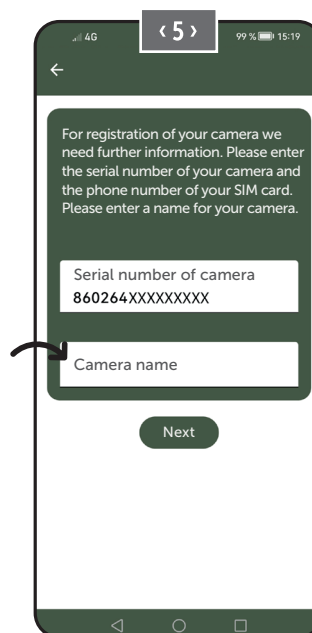 ‹ 5 ›
4G
99 % 15:19
For registration of your camera we
need further information. Please enter
the serial number of your camera and
the phone number of your SIM card.
Please enter a name for your camera.
Serial number of camera
860264XXXXXXXXX
Camera name
Next